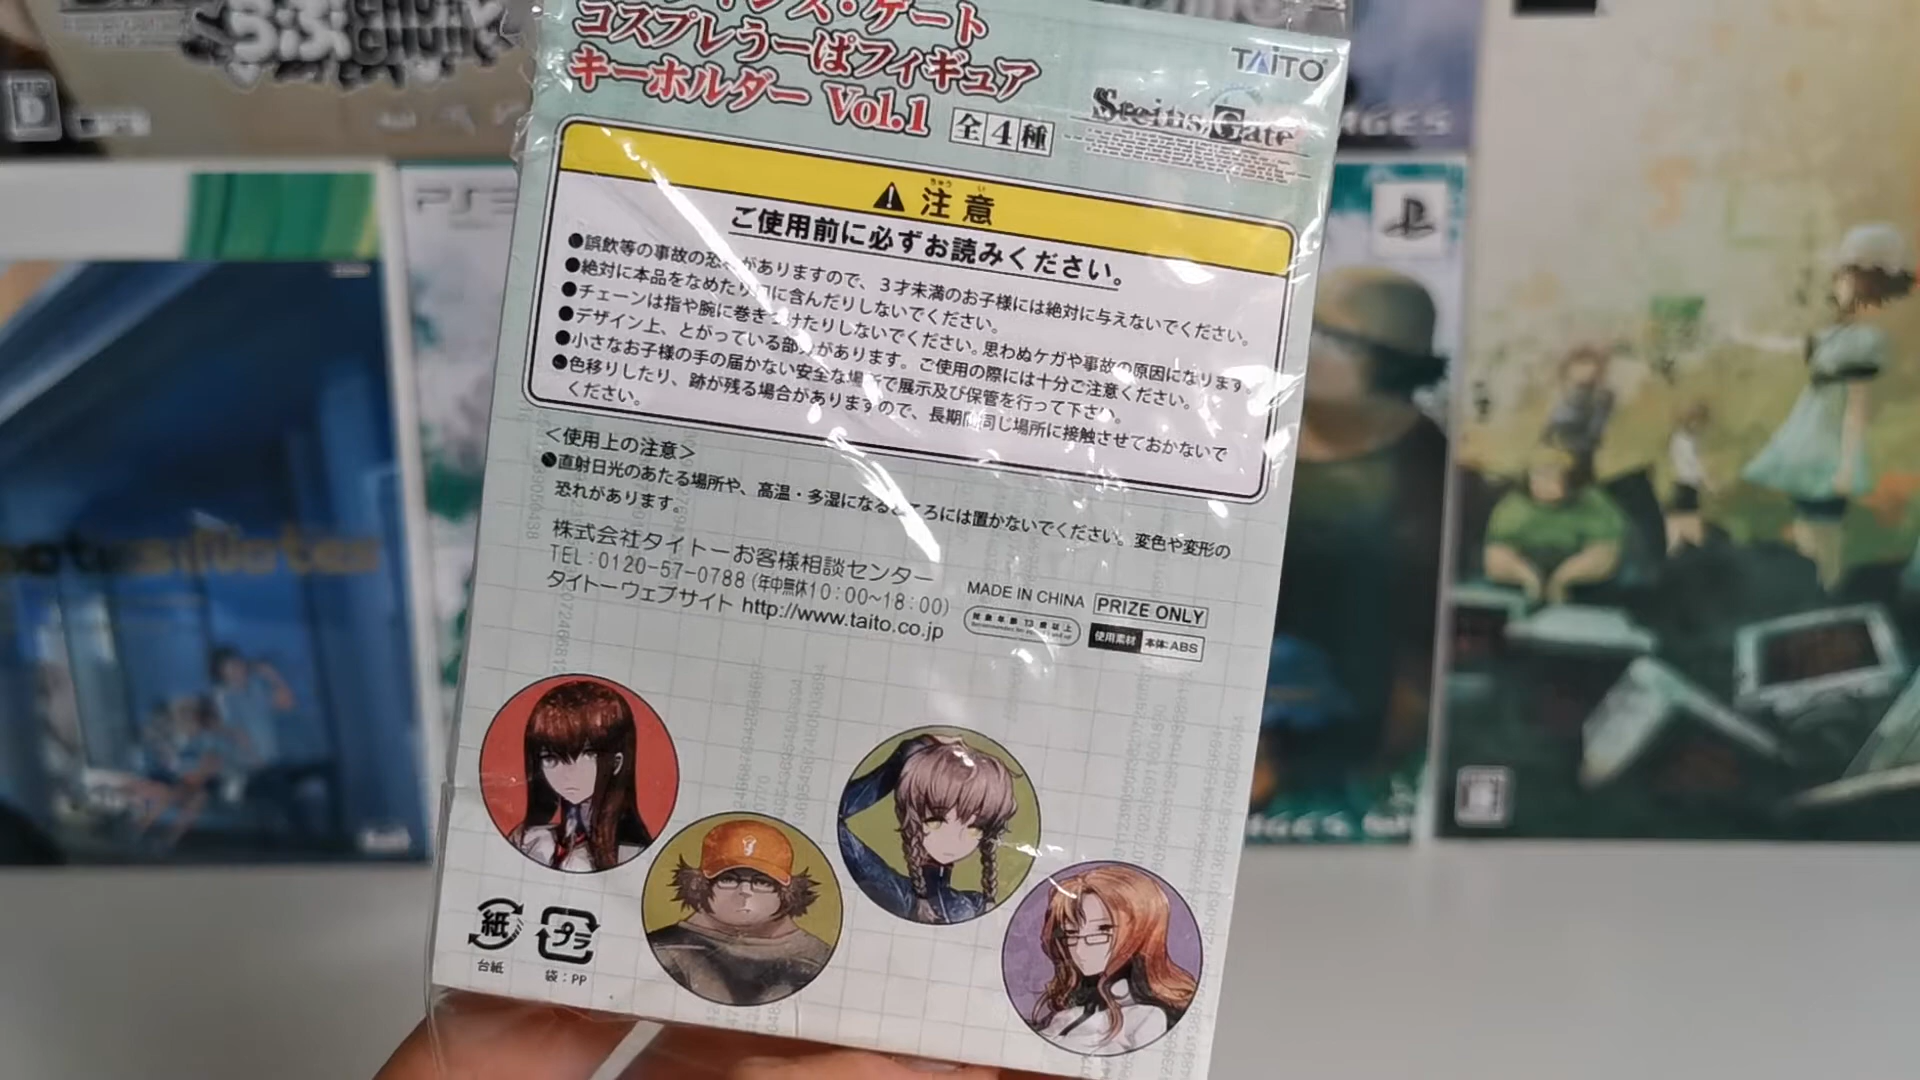 ズ・ゲート
コスプレうーぱフィギュア
キーホルダー Vol.1 全4種
TAITO
Steins;Gate
ちゅう い
注意
ご使用前に必ずお読みください。
●誤飲等の事故の恐 がありますので、3才未満のお子様には絶対に与えないでください。
●絶対に本品をなめたり口に含んだりしないでください。
●チェーンは指や腕に巻き けたりしないでください。思わぬケガや事故の原因になります。
●デザイン上、とがっている部分があります。ご使用の際には十分ご注意ください。
●小さなお子様の手の届かない安全な場所で展示及び保管を行って下さい。
●色移りしたり、跡が残る場合がありますので、長期間同じ場所に接触させておかないで
ください。
＜使用上の注意＞
●直射日光のあたる場所や、高温・多湿になるところには置かないでください。変色や変形の
恐れがあります。
株式会社タイトーお客様相談センター
TEL:0120-57-0788(年中無休10:00~18:00)
タイトーウェブサイト http://www.taito.co.jp
MADE IN CHINA PRIZE ONLY
対象年齢13歳以上
使用素材 本体:ABS
紙
台紙
プラ
袋:PP
PS3